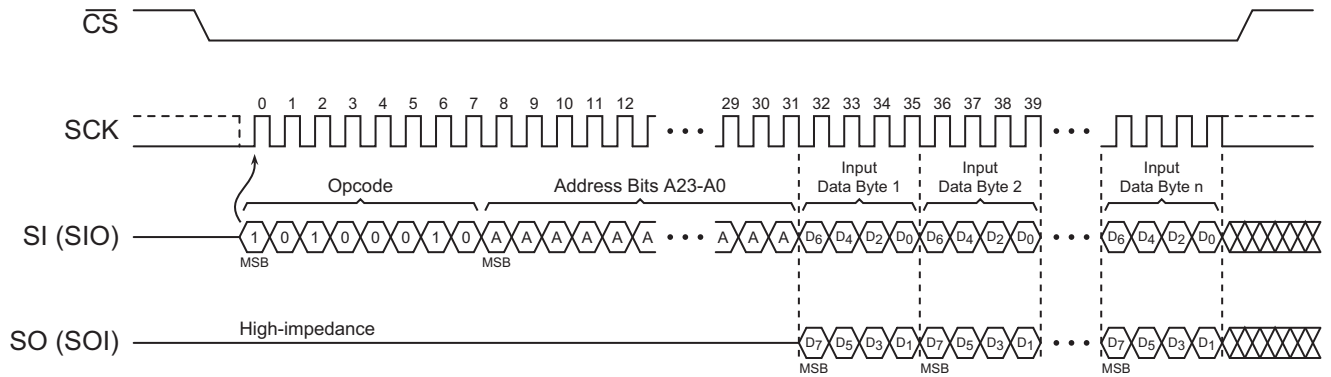 CS
SCK
0 1 2 3 4 5 6 7 8 9 10 11 12 29 30 31 32 33 34 35 36 37 38 39
Opcode
Address Bits A23-A0
Input
Data Byte 1
Input
Data Byte 2
Input
Data Byte n
SI (SIO)
1 0 1 0 0 0 1 0 A A A A A A A A A D6 D4 D2 D0 D6 D4 D2 D0 D6 D4 D2 D0
MSB MSB
SO (SOI)
High-impedance
D7 D5 D3 D1 D7 D5 D3 D1 D7 D5 D3 D1
MSB MSB MSB